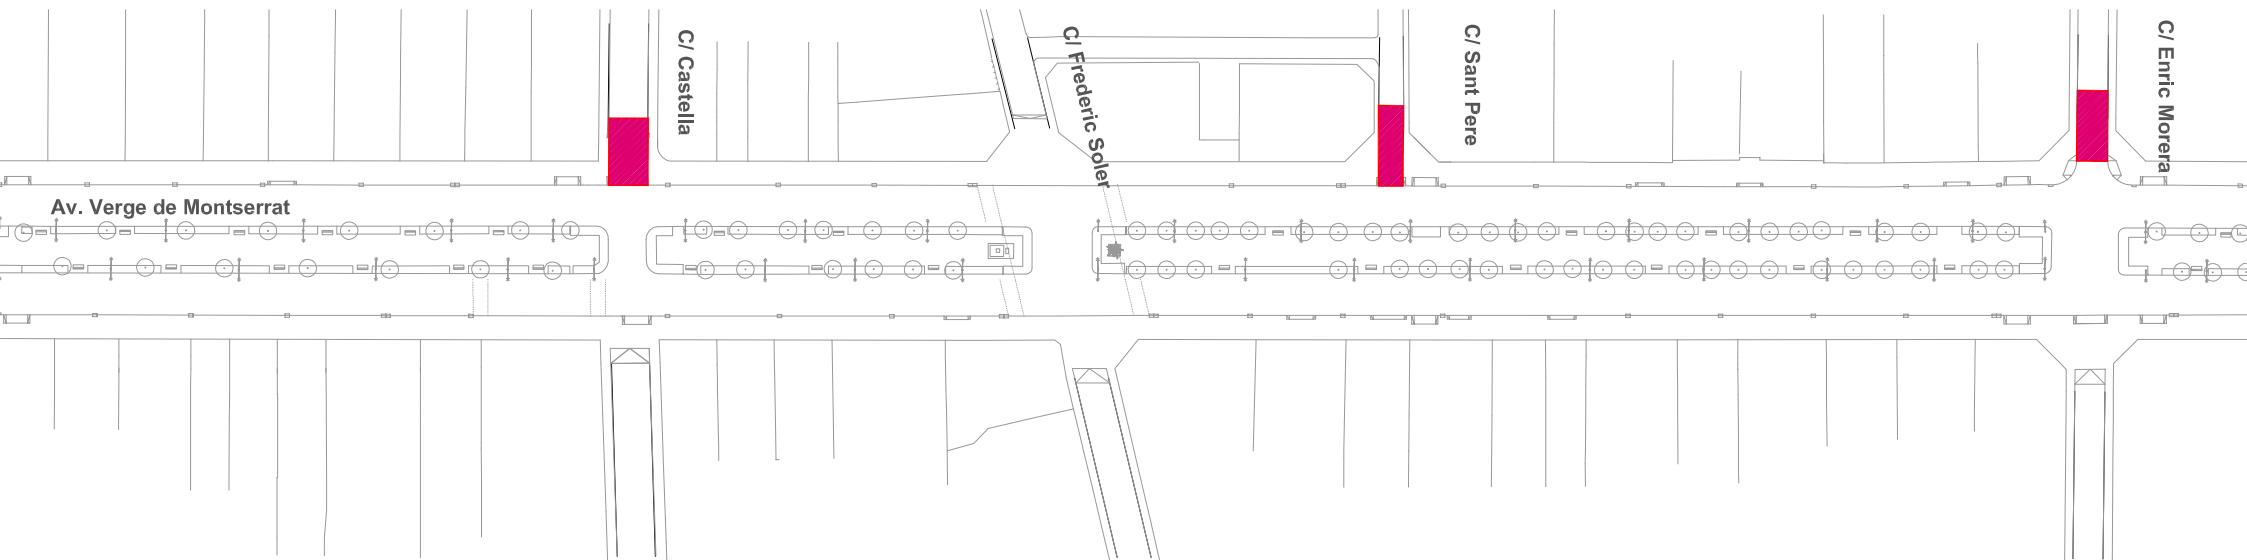 C/ Castella
C/ Frederic Soler
C/ Sant Pere
C/ Enric Morera
Av. Verge de Montserrat